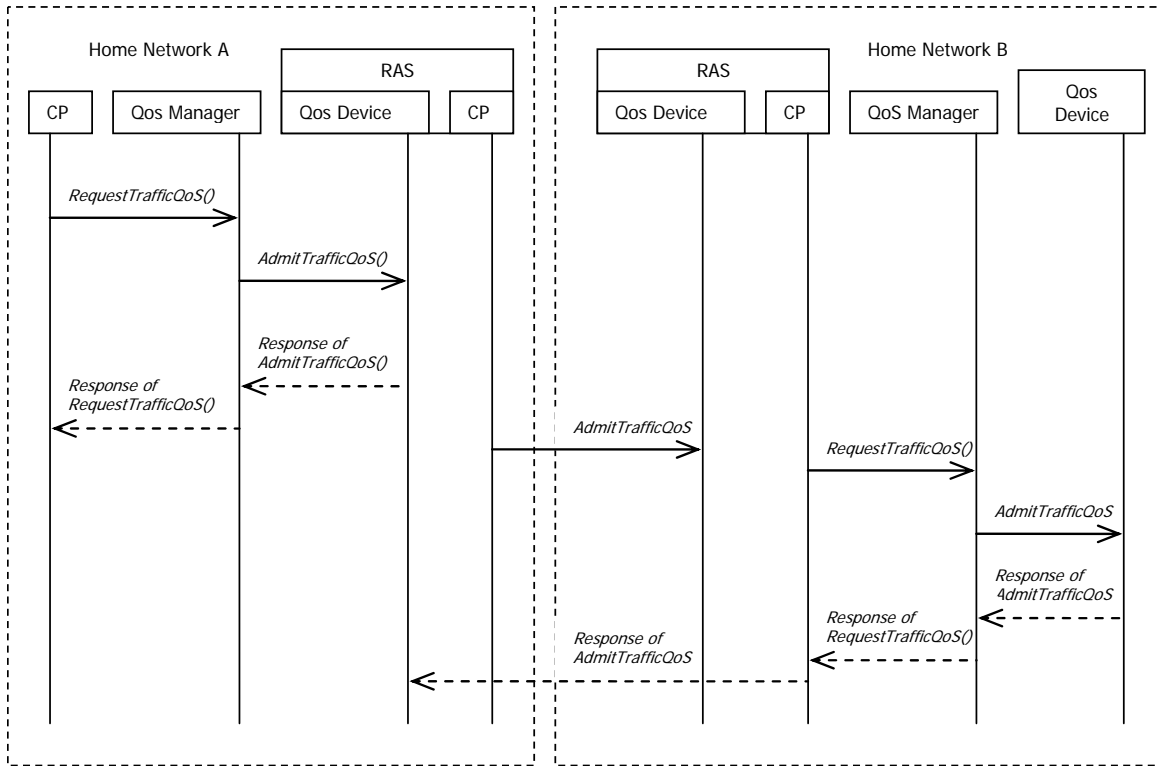 Home Network A
Home Network B
RAS
RAS
CP
Qos Manager
Qos Device
CP
Qos Device
CP
QoS Manager
Qos
Device
RequestTrafficQoS()
AdmitTrafficQoS()
Response of
AdmitTrafficQoS()
Response of
RequestTrafficQoS()
AdmitTrafficQoS
RequestTrafficQoS()
AdmitTrafficQoS
Response of
AdmitTrafficQoS
Response of
RequestTrafficQoS()
Response of
AdmitTrafficQoS